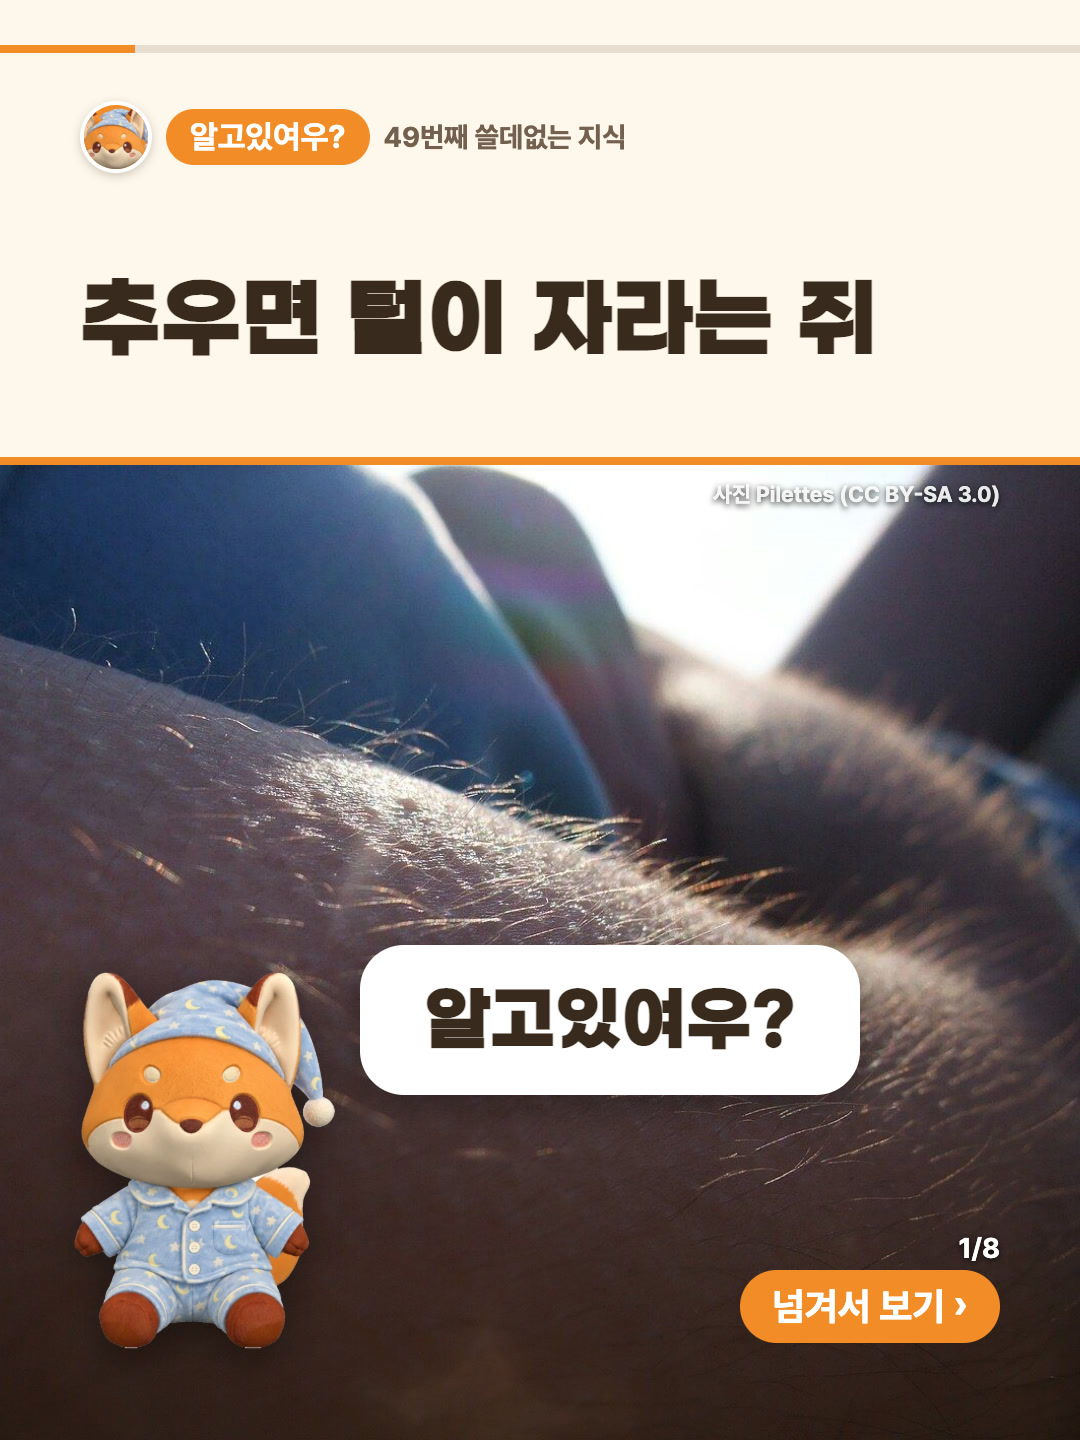 알고있여우?
49번째 쓸데없는 지식
추우면 털이 자라는 쥐
사진 Pilettes (CC BY-SA 3.0)
알고있여우?
1/8
넘겨서 보기 ›